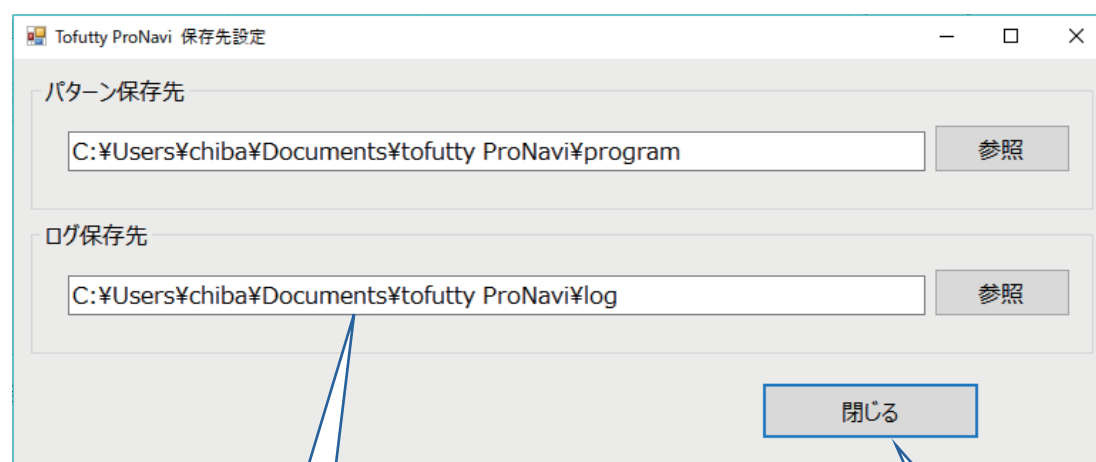 Tofutty ProNavi 保存先設定
パターン保存先
C:¥Users¥chiba¥Documents¥tofutty ProNavi¥program
参照
ログ保存先
C:¥Users¥chiba¥Documents¥tofutty ProNavi¥log
参照
閉じる